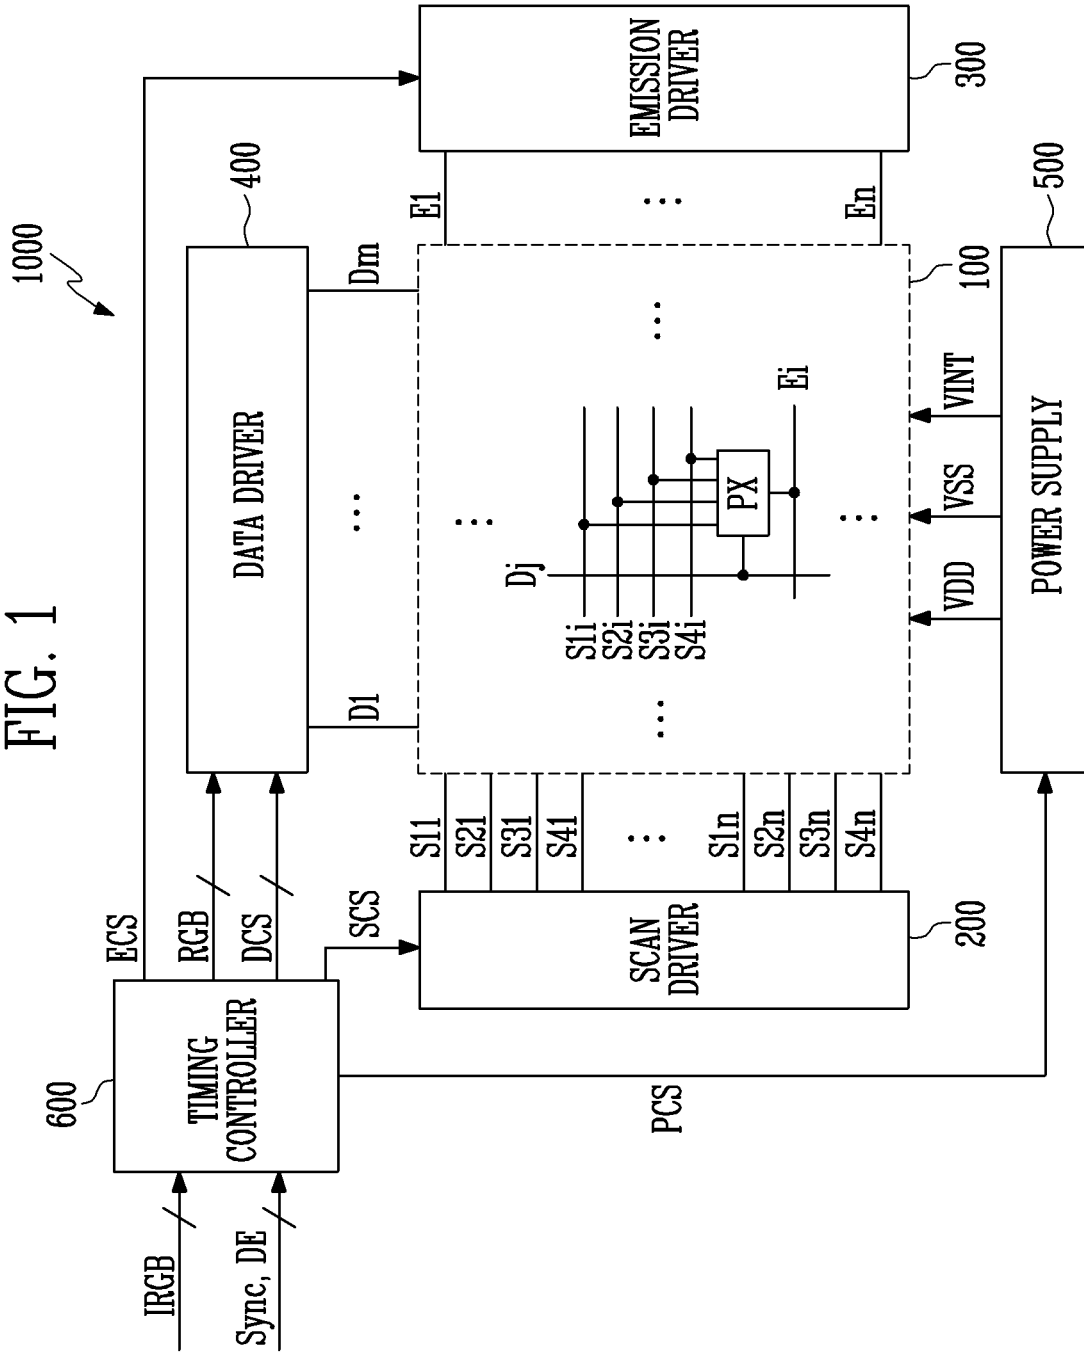 FIG. 1
1000
600
TIMING
CONTROLLER
IRGB
Sync, DE
ECS
RGB
DCS
SCS
PCS
DATA DRIVER
400
D1
...
Dm
SCAN
DRIVER
200
S11
S21
S31
S41
...
S1n
S2n
S3n
S4n
...
Dj
S1i
S2i
S3i
S4i
PX
Ei
...
...
...
100
E1
...
En
EMISSION
DRIVER
300
VDD
VSS
VINT
POWER SUPPLY
500